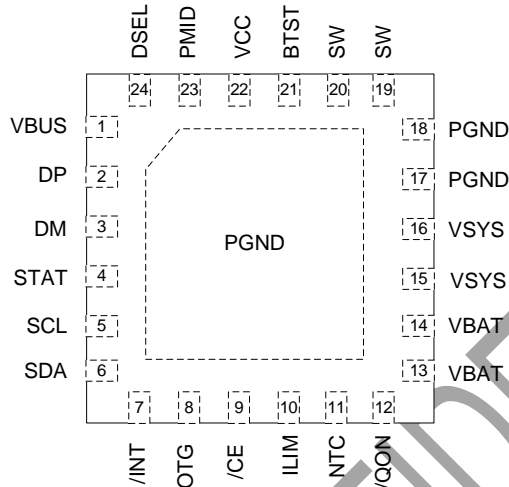 DSEL PMID VCC BTST SW SW
24 23 22 21 20 19
VBUS 1
DP 2
DM 3
STAT 4
SCL 5
SDA 6
PGND
18 PGND
17 PGND
16 VSYS
15 VSYS
14 VBAT
13 VBAT
7 8 9 10 11 12
/INT OTG /CE ILIM NTC /QON